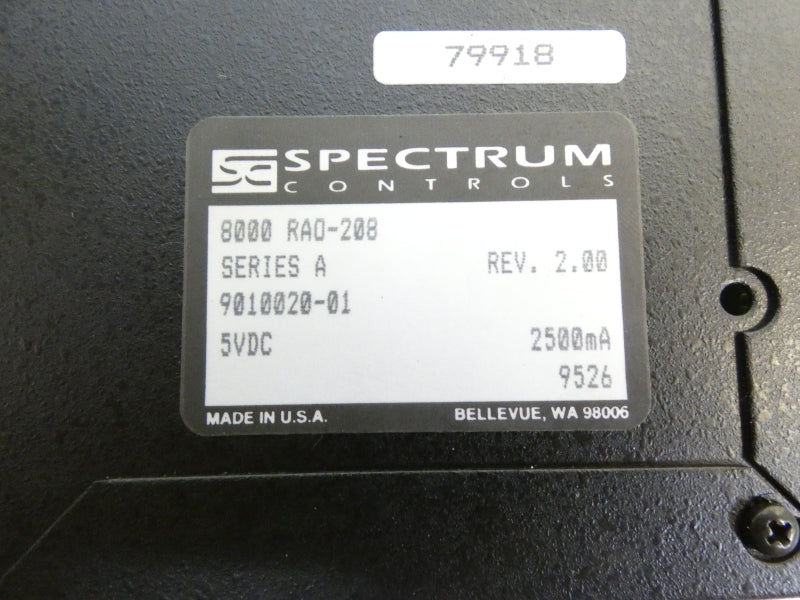 79918
SC SPECTRUM
CONTROLS
8000 RAO-208
SERIES A REV. 2.00
9010020-01
5VDC 2500mA
9526
MADE IN U.S.A. BELLEVUE, WA 98006